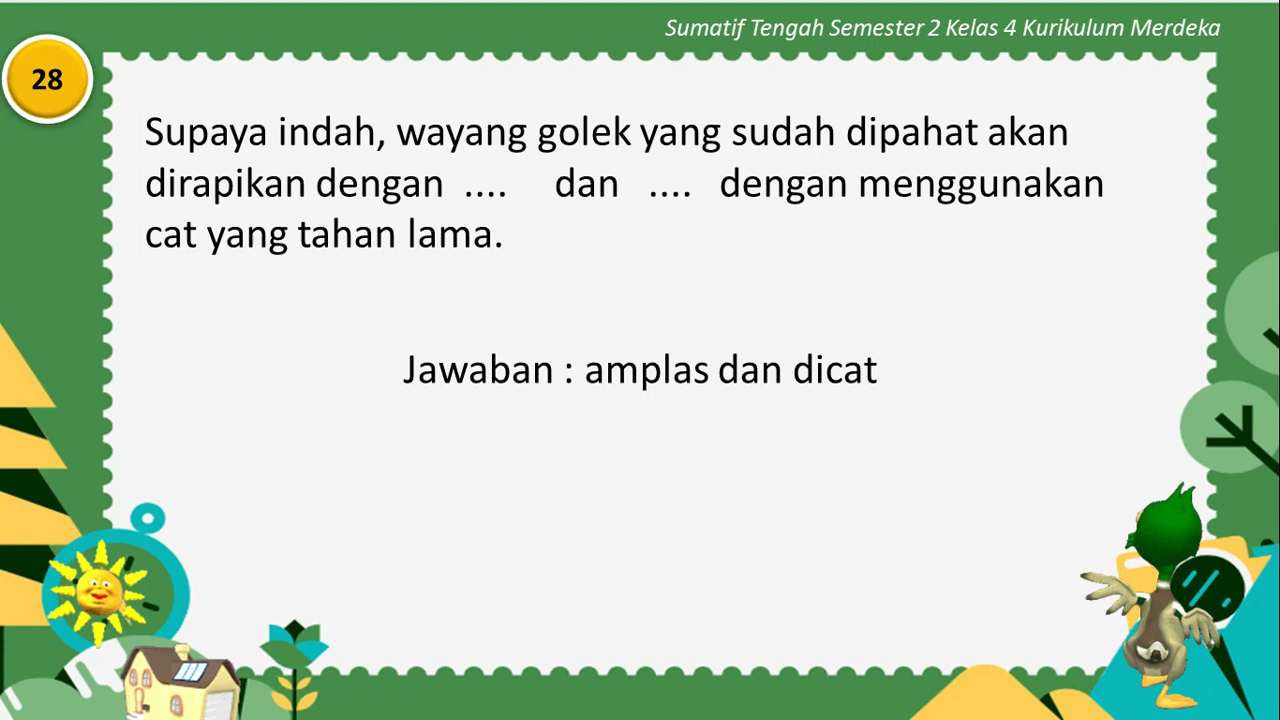 Sumatif Tengah Semester 2 Kelas 4 Kurikulum Merdeka
28
Supaya indah, wayang golek yang sudah dipahat akan
dirapikan dengan .... dan .... dengan menggunakan
cat yang tahan lama.
Jawaban : amplas dan dicat